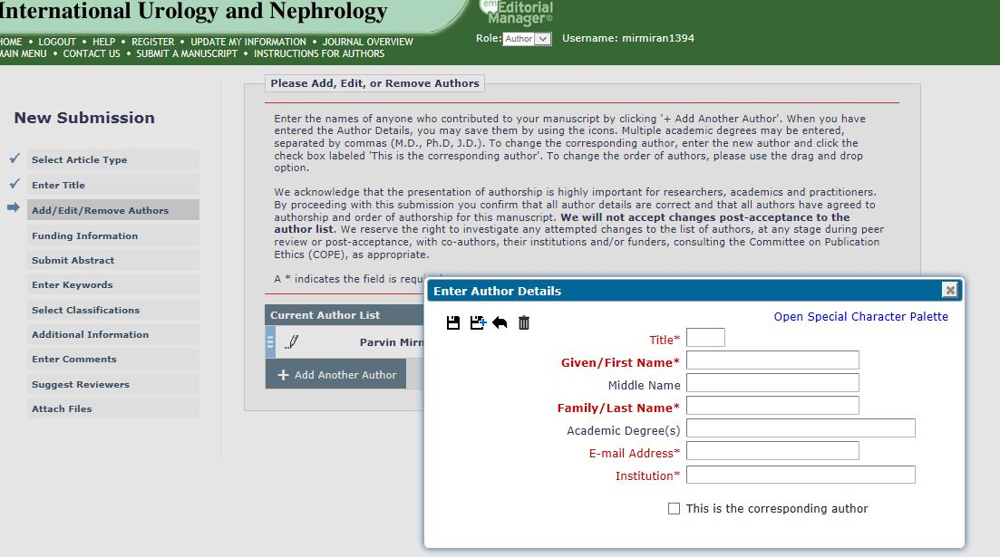 International Urology and Nephrology
em Editorial
Manager®
HOME • LOGOUT • HELP • REGISTER • UPDATE MY INFORMATION • JOURNAL OVERVIEW
MAIN MENU • CONTACT US • SUBMIT A MANUSCRIPT • INSTRUCTIONS FOR AUTHORS
Role: Author Username: mirmiran1394
New Submission
Select Article Type
Enter Title
Add/Edit/Remove Authors
Funding Information
Submit Abstract
Enter Keywords
Select Classifications
Additional Information
Enter Comments
Suggest Reviewers
Attach Files
Please Add, Edit, or Remove Authors
Enter the names of anyone who contributed to your manuscript by clicking '+ Add Another Author'. When you have
entered the Author Details, you may save them by using the icons. Multiple academic degrees may be entered,
separated by commas (M.D., Ph.D, J.D.). To change the corresponding author, enter the new author and click the
check box labeled 'This is the corresponding author'. To change the order of authors, please use the drag and drop
option.
We acknowledge that the presentation of authorship is highly important for researchers, academics and practitioners.
By proceeding with this submission you confirm that all author details are correct and that all authors have agreed to
authorship and order of authorship for this manuscript. We will not accept changes post-acceptance to the
author list. We reserve the right to investigate any attempted changes to the list of authors, at any stage during peer
review or post-acceptance, with co-authors, their institutions and/or funders, consulting the Committee on Publication
Ethics (COPE), as appropriate.
A * indicates the field is requ
Current Author List
Parvin Mirm
+ Add Another Author
Enter Author Details
Open Special Character Palette
Title*
Given/First Name*
Middle Name
Family/Last Name*
Academic Degree(s)
E-mail Address*
Institution*
This is the corresponding author